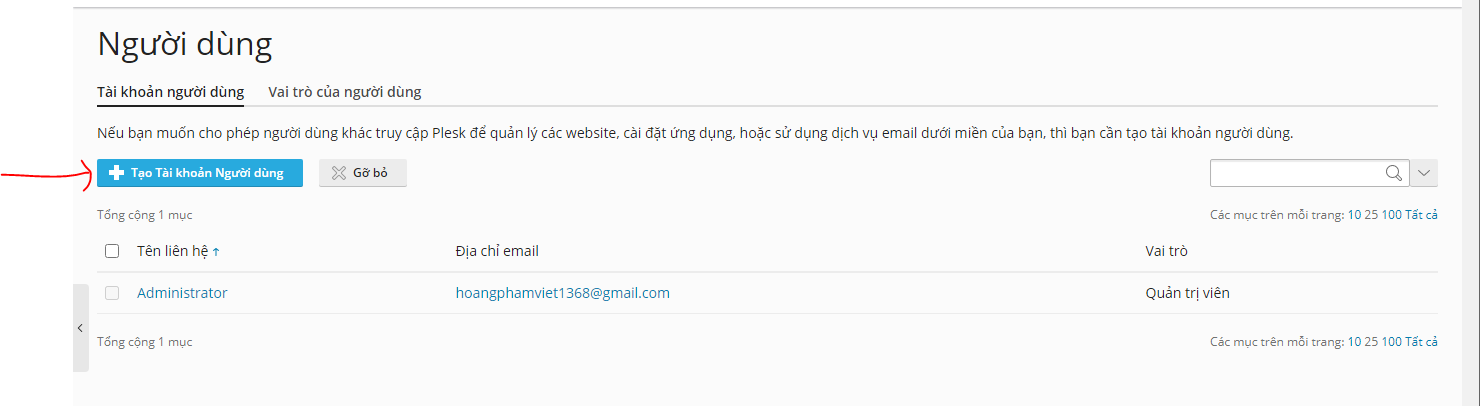 Người dùng
Tài khoản người dùng Vai trò của người dùng
Nếu bạn muốn cho phép người dùng khác truy cập Plesk để quản lý các website, cài đặt ứng dụng, hoặc sử dụng dịch vụ email dưới miền của bạn, thì bạn cần tạo tài khoản người dùng.
Tạo Tài khoản Người dùng Gỡ bỏ
Tổng cộng 1 mục Các mục trên mỗi trang: 10 25 100 Tất cả
Tên liên hệ ↑ Địa chỉ email Vai trò
Administrator hoangphamviet1368@gmail.com Quản trị viên
Tổng cộng 1 mục Các mục trên mỗi trang: 10 25 100 Tất cả